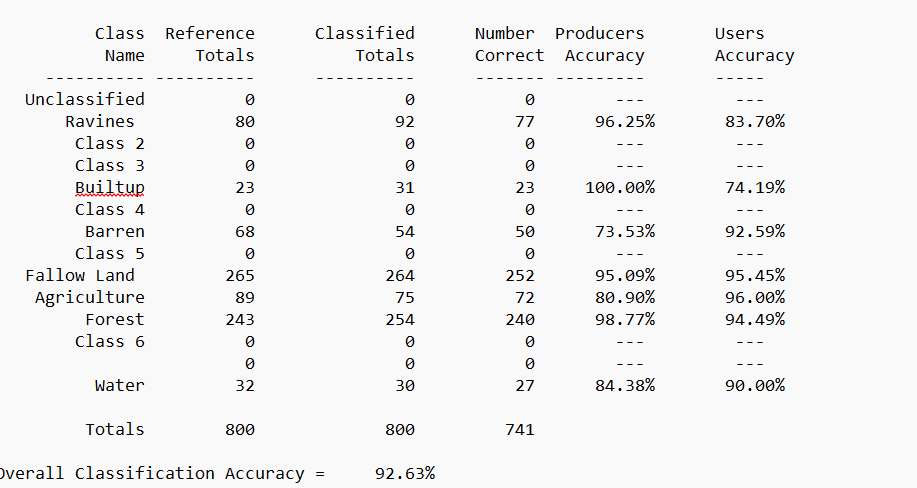 Class Reference Classified Number Producers Users
Name Totals Totals Correct Accuracy Accuracy
---------- ---------- ---------- ------- --------- -----
Unclassified 0 0 0 --- ---
Ravines 80 92 77 96.25% 83.70%
Class 2 0 0 0 --- ---
Class 3 0 0 0 --- ---
Builtup 23 31 23 100.00% 74.19%
Class 4 0 0 0 --- ---
Barren 68 54 50 73.53% 92.59%
Class 5 0 0 0 --- ---
Fallow Land 265 264 252 95.09% 95.45%
Agriculture 89 75 72 80.90% 96.00%
Forest 243 254 240 98.77% 94.49%
Class 6 0 0 0 --- ---
0 0 0 --- ---
Water 32 30 27 84.38% 90.00%
Totals 800 800 741
Overall Classification Accuracy = 92.63%